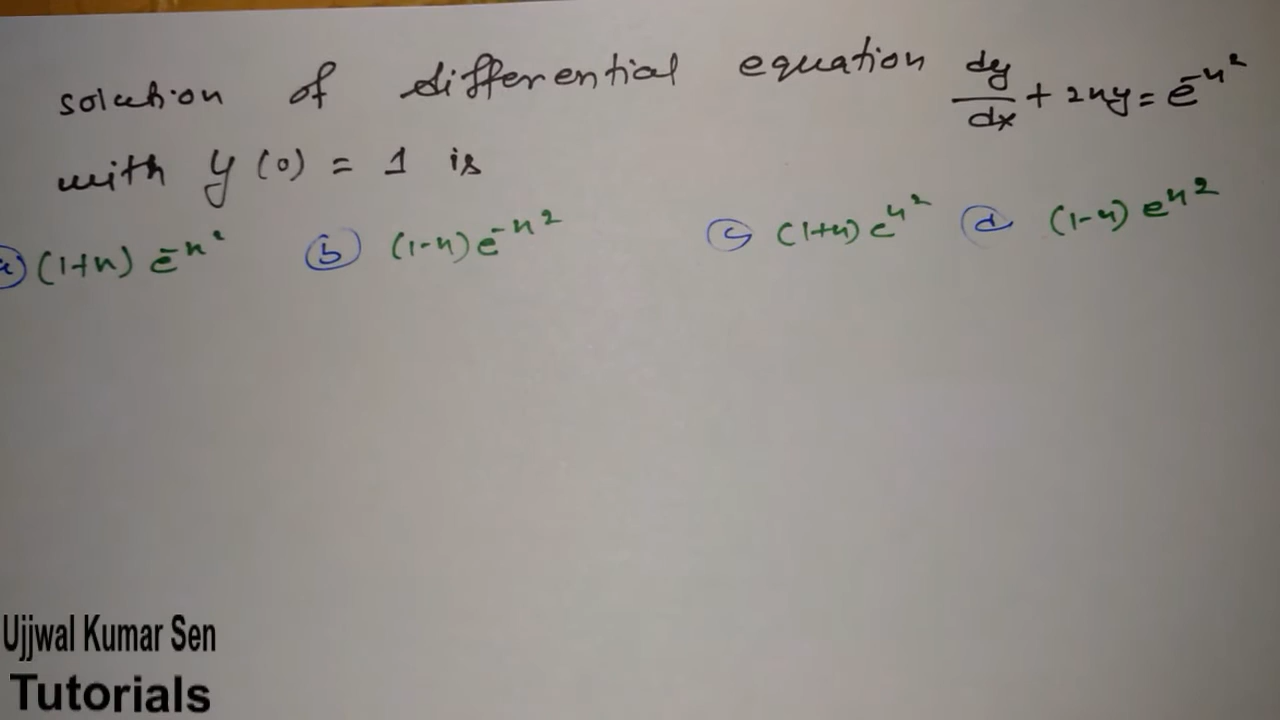 solution of differential equation dy/dx + 2xy = e^-x^2
with y(0) = 1 is
a) (1+x) e^-x^2 b (1-x) e^-x^2 c (1+x) e^x^2 d (1-x) e^x^2
Ujjwal Kumar Sen
Tutorials